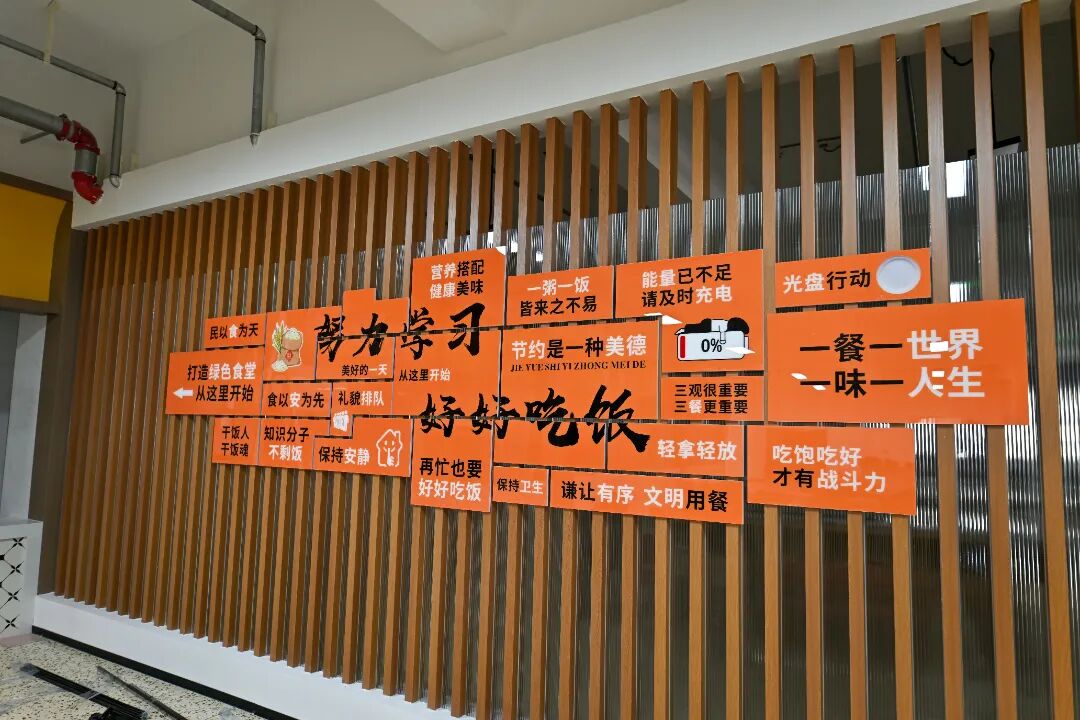 营养搭配
健康美味
一粥一饭
皆来之不易
能量已不足
请及时充电
光盘行动
民以食为天
努力学习
美好的一天
从这里开始
节约是一种美德
JIE YUE SHI YI ZHONG MEI DE
0%
一餐一世界
一味一人生
打造绿色食堂
从这里开始
食以安为先
礼貌排队
三观很重要
三餐更重要
好好吃饭
干饭人
干饭魂
知识分子
不剩饭
保持安静
再忙也要
好好吃饭
保持卫生
谦让有序 文明用餐
轻拿轻放
吃饱吃好
才有战斗力